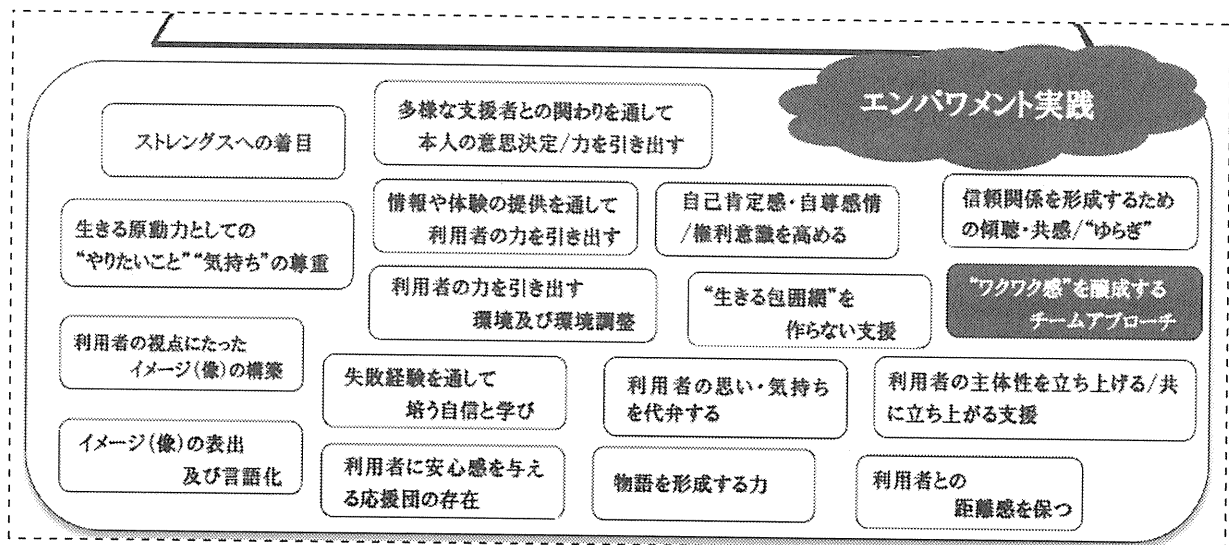 エンパワメント実践
ストレングスへの着目
多様な支援者との関わりを通して
本人の意思決定/力を引き出す
生きる原動力としての
“やりたいこと”“気持ち”の尊重
情報や体験の提供を通して
利用者の力を引き出す
自己肯定感・自尊感情
/権利意識を高める
信頼関係を形成するため
の傾聴・共感/“ゆらぎ”
利用者の力を引き出す
環境及び環境調整
“生きる包囲網”を
作らない支援
“ワクワク感”を醸成する
チームアプローチ
利用者の視点にたった
イメージ(像)の構築
失敗経験を通して
培う自信と学び
利用者の思い・気持ち
を代弁する
利用者の主体性を立ち上げる/共
に立ち上がる支援
イメージ(像)の表出
及び言語化
利用者に安心感を与え
る応援団の存在
物語を形成する力
利用者との
距離感を保つ